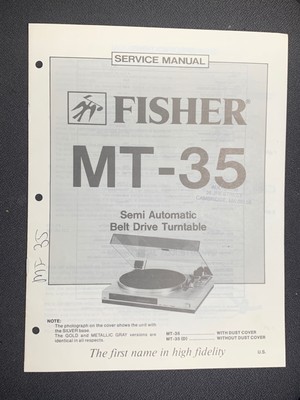 SERVICE MANUAL
FISHER®
MT-35
Semi Automatic
Belt Drive Turntable
MT-35
NOTE:
The photograph on the cover shows the unit with
the SILVER base.
The GOLD and METALLIC GRAY versions are
identical in all respects.
MT-35 WITH DUST COVER
MT-35 (B) WITHOUT DUST COVER
The first name in high fidelity
U.S.